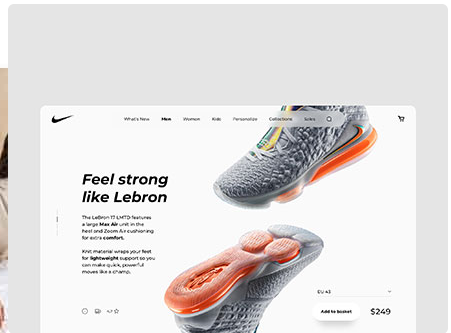 What's New Men Women Kids Personalize Collections Sales
Feel strong
like Lebron
The LeBron 17 LMTD features
a large Max Air unit in the
heel and Zoom Air cushioning
for extra comfort.
Knit material wraps your feet
for lightweight support so you
can make quick, powerful
moves like a champ.
EU 43
4.7
Add to basket
$249